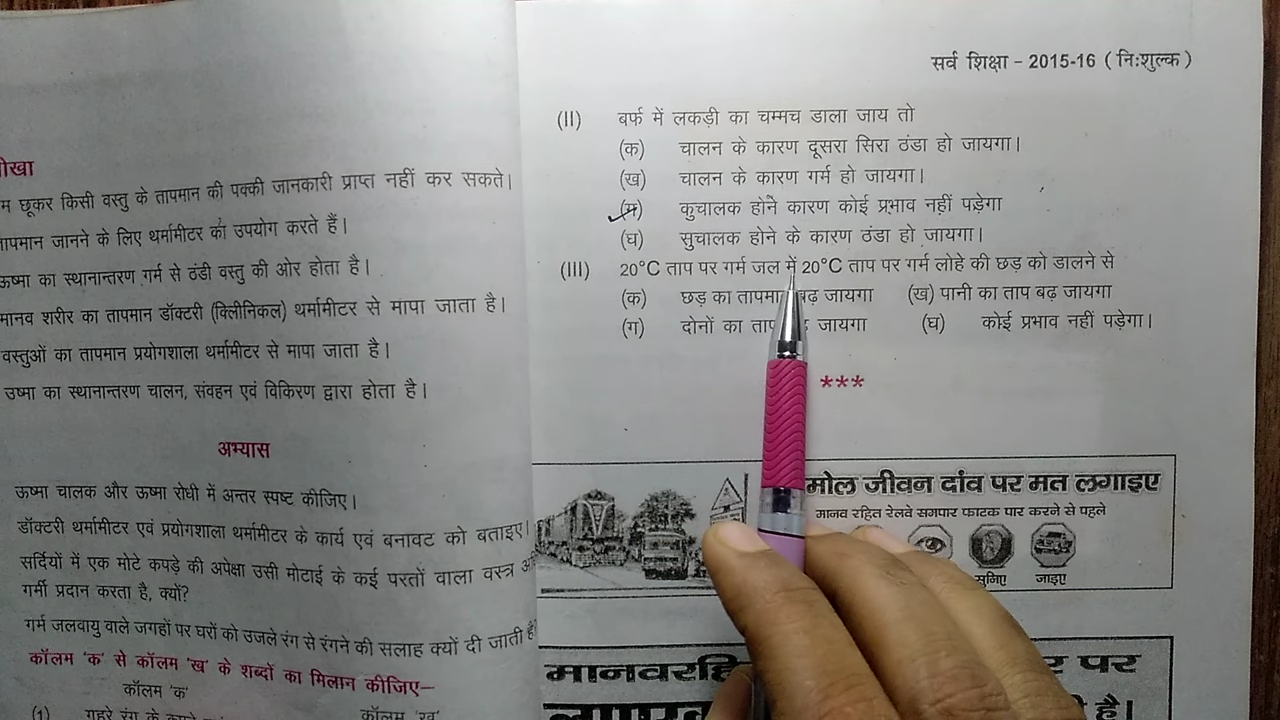 ोखा
म छूकर किसी वस्तु के तापमान की पक्की जानकारी प्राप्त नहीं कर सकते।
तापमान जानने के लिए थर्मामीटर का उपयोग करते हैं।
ऊष्मा का स्थानान्तरण गर्म से ठंडी वस्तु की ओर होता है।
मानव शरीर का तापमान डॉक्टरी (क्लिीनिकल) थर्मामीटर से मापा जाता है।
वस्तुओं का तापमान प्रयोगशाला थर्मामीटर से मापा जाता है।
उष्मा का स्थानान्तरण चालन, संवहन एवं विकिरण द्वारा होता है।
अभ्यास
ऊष्मा चालक और ऊष्मा रोधी में अन्तर स्पष्ट कीजिए।
डॉक्टरी थर्मामीटर एवं प्रयोगशाला थर्मामीटर के कार्य एवं बनावट को बताइए।
सर्दियों में एक मोटे कपड़े की अपेक्षा उसी मोटाई के कई परतों वाला वस्त्र
गर्मी प्रदान करता है, क्यों?
गर्म जलवायु वाले जगहों पर घरों को उजले रंग से रंगने की सलाह क्यों दी जाती है
कॉलम 'क' से कॉलम 'ख' के शब्दों का मिलान कीजिए–
कॉलम 'क' कॉलम 'ख'
(1) गहरे रंग के
सर्व शिक्षा – 2015-16 ( निःशुल्क )
(II) बर्फ में लकड़ी का चम्मच डाला जाय तो
(क) चालन के कारण दूसरा सिरा ठंडा हो जायगा।
(ख) चालन के कारण गर्म हो जायगा।
(ग) कुचालक होने कारण कोई प्रभाव नहीं पड़ेगा
(घ) सुचालक होने के कारण ठंडा हो जायगा।
(III) 20°C ताप पर गर्म जल में 20°C ताप पर गर्म लोहे की छड़ को डालने से
(क) छड़ का तापमा बढ़ जायगा (ख) पानी का ताप बढ़ जायगा
(ग) दोनों का ताप जायगा (घ) कोई प्रभाव नहीं पड़ेगा।
***
मोल जीवन दांव पर मत लगाइए
मानव रहित रेलवे समपार फाटक पार करने से पहले
सुनिए जाइए
मानवरहि र पर
है।